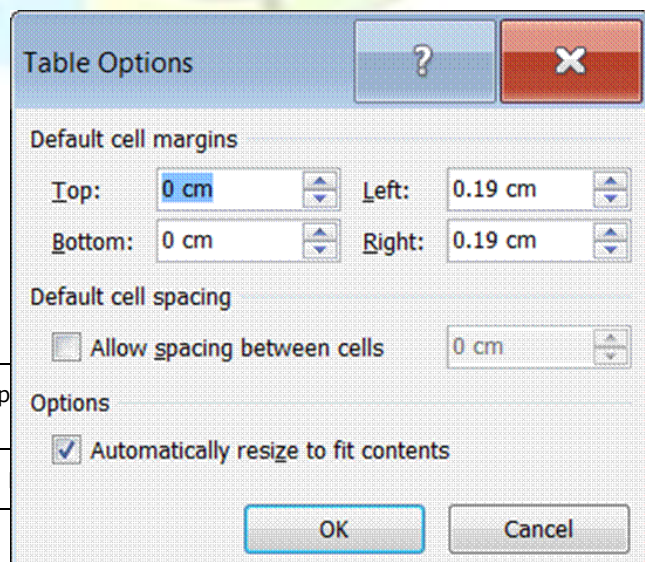 Table Options ?
Default cell margins
Top: 0 cm Left: 0.19 cm
Bottom: 0 cm Right: 0.19 cm
Default cell spacing
Allow spacing between cells 0 cm
p
Options
Automatically resize to fit contents
OK Cancel